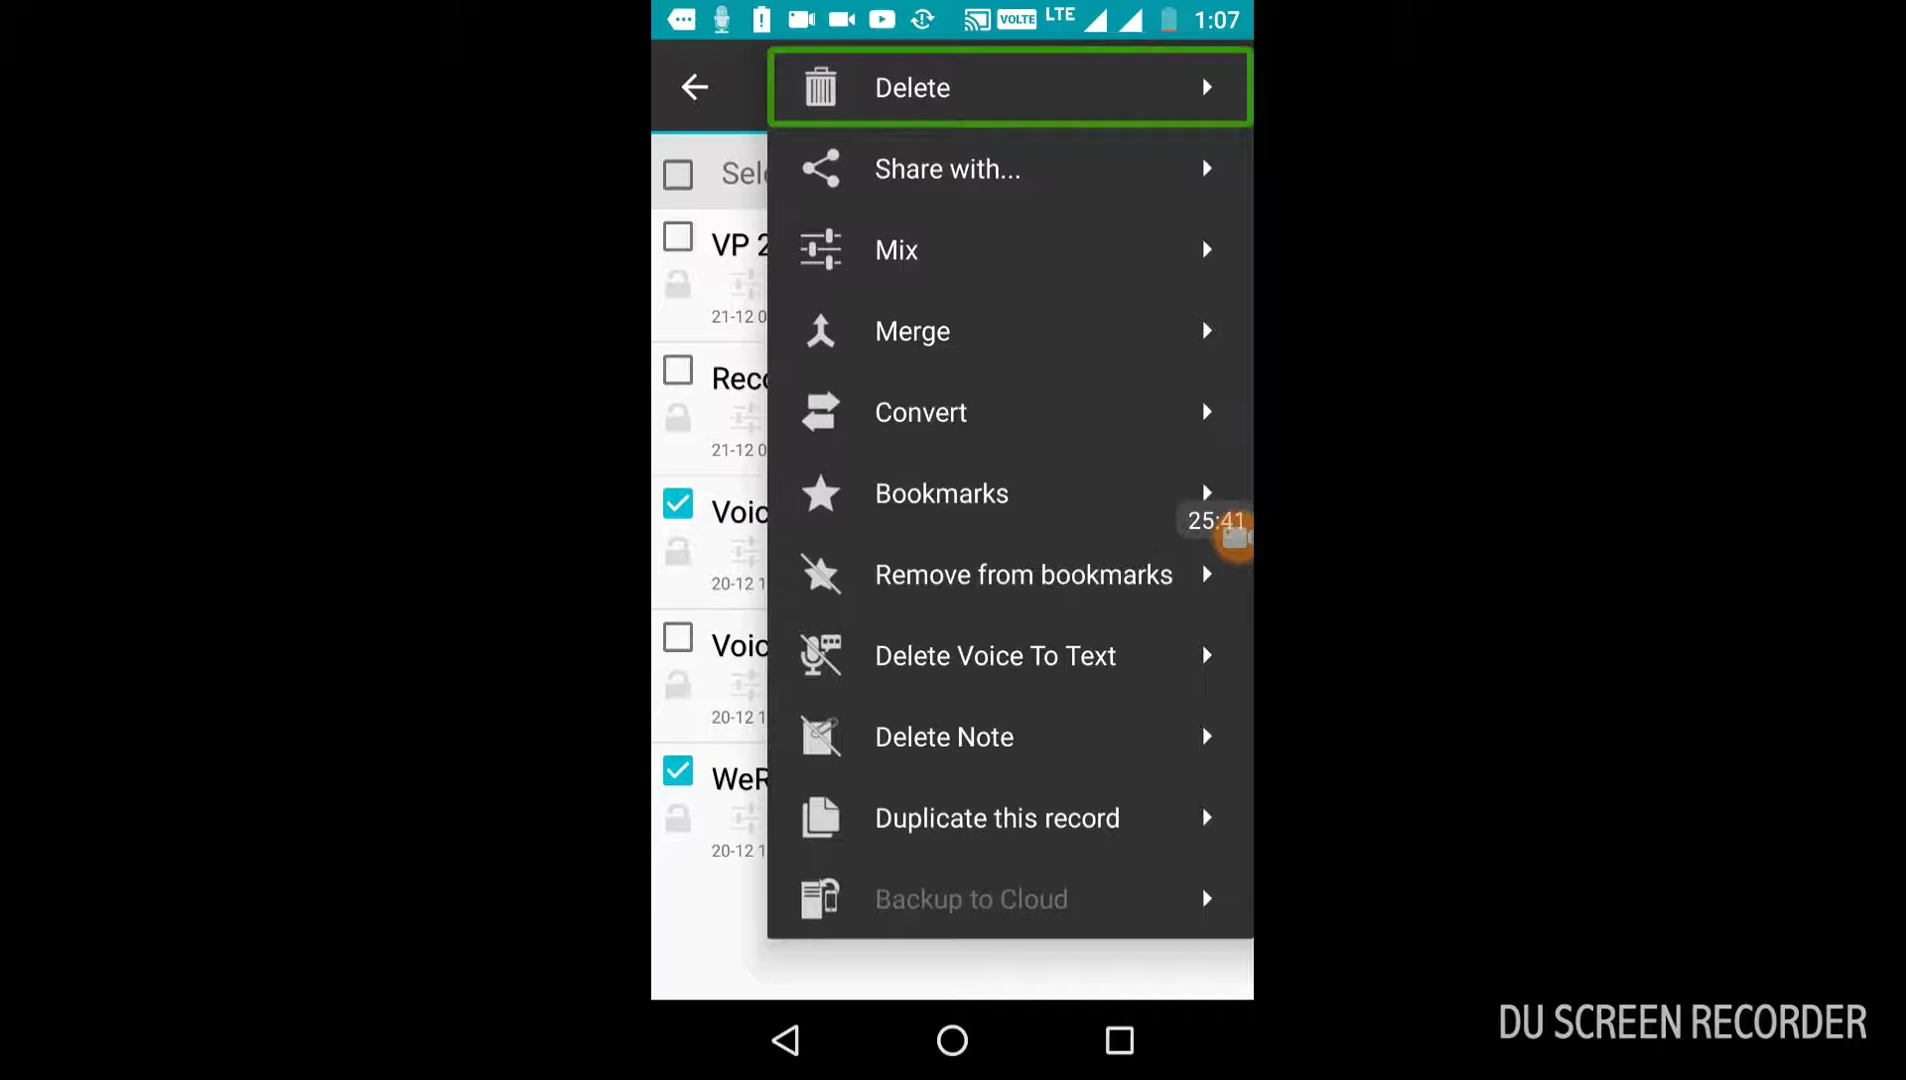 VOLTE LTE 1:07
Delete
Share with...
Sele
Mix
VP 2
21-12 0
Merge
Reco
Convert
21-12 0
Bookmarks
Voic
25:41
Remove from bookmarks
20-12 1
Delete Voice To Text
Voic
20-12 1
Delete Note
WeR
Duplicate this record
20-12 1
Backup to Cloud
DU SCREEN RECORDER